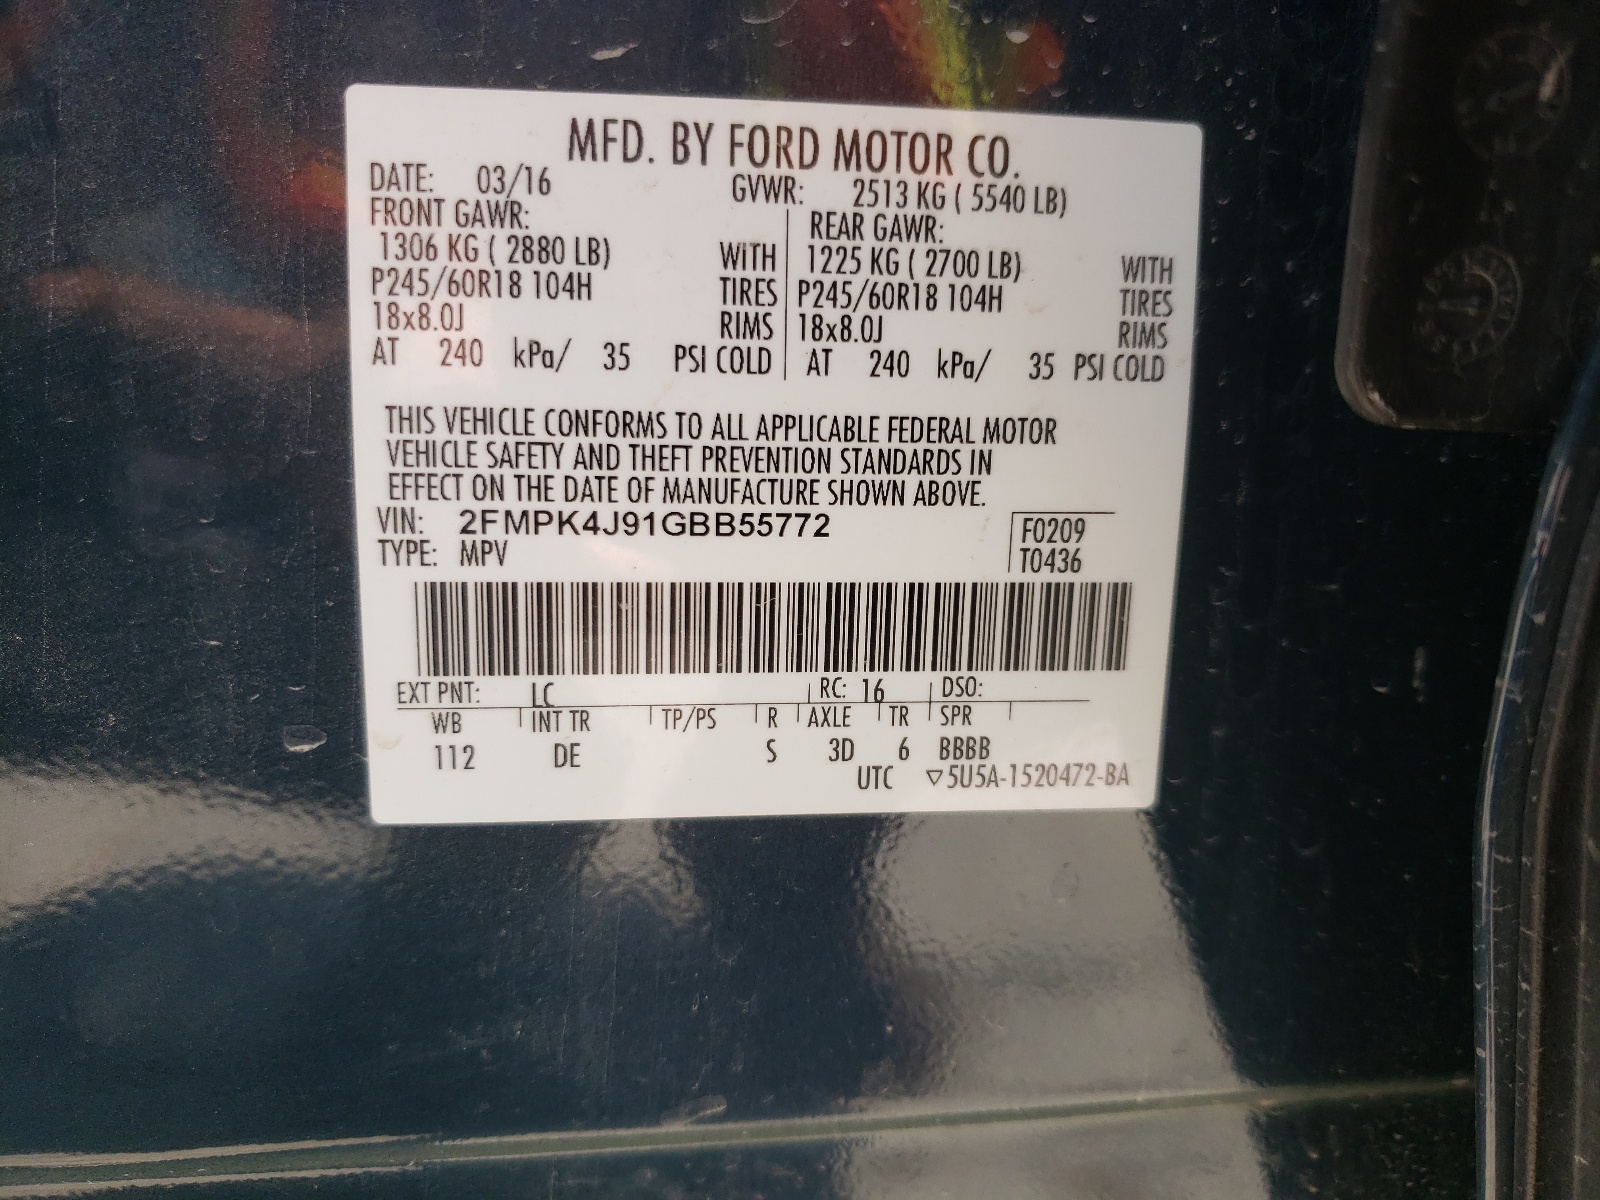 MFD. BY FORD MOTOR CO.
DATE: 03/16 GVWR: 2513 KG ( 5540 LB)
FRONT GAWR: REAR GAWR:
1306 KG ( 2880 LB) WITH 1225 KG ( 2700 LB) WITH
P245/60R18 104H TIRES P245/60R18 104H TIRES
18x8.0J RIMS 18x8.0J RIMS
AT 240 kPa/ 35 PSI COLD AT 240 kPa/ 35 PSI COLD
THIS VEHICLE CONFORMS TO ALL APPLICABLE FEDERAL MOTOR
VEHICLE SAFETY AND THEFT PREVENTION STANDARDS IN
EFFECT ON THE DATE OF MANUFACTURE SHOWN ABOVE.
VIN: 2FMPK4J91GBB55772 F0209
TYPE: MPV T0436
EXT PNT: LC RC: 16 DSO:
WB INT TR TP/PS R AXLE TR SPR
112 DE S 3D 6 BBBB
UTC ▽5U5A-1520472-BA